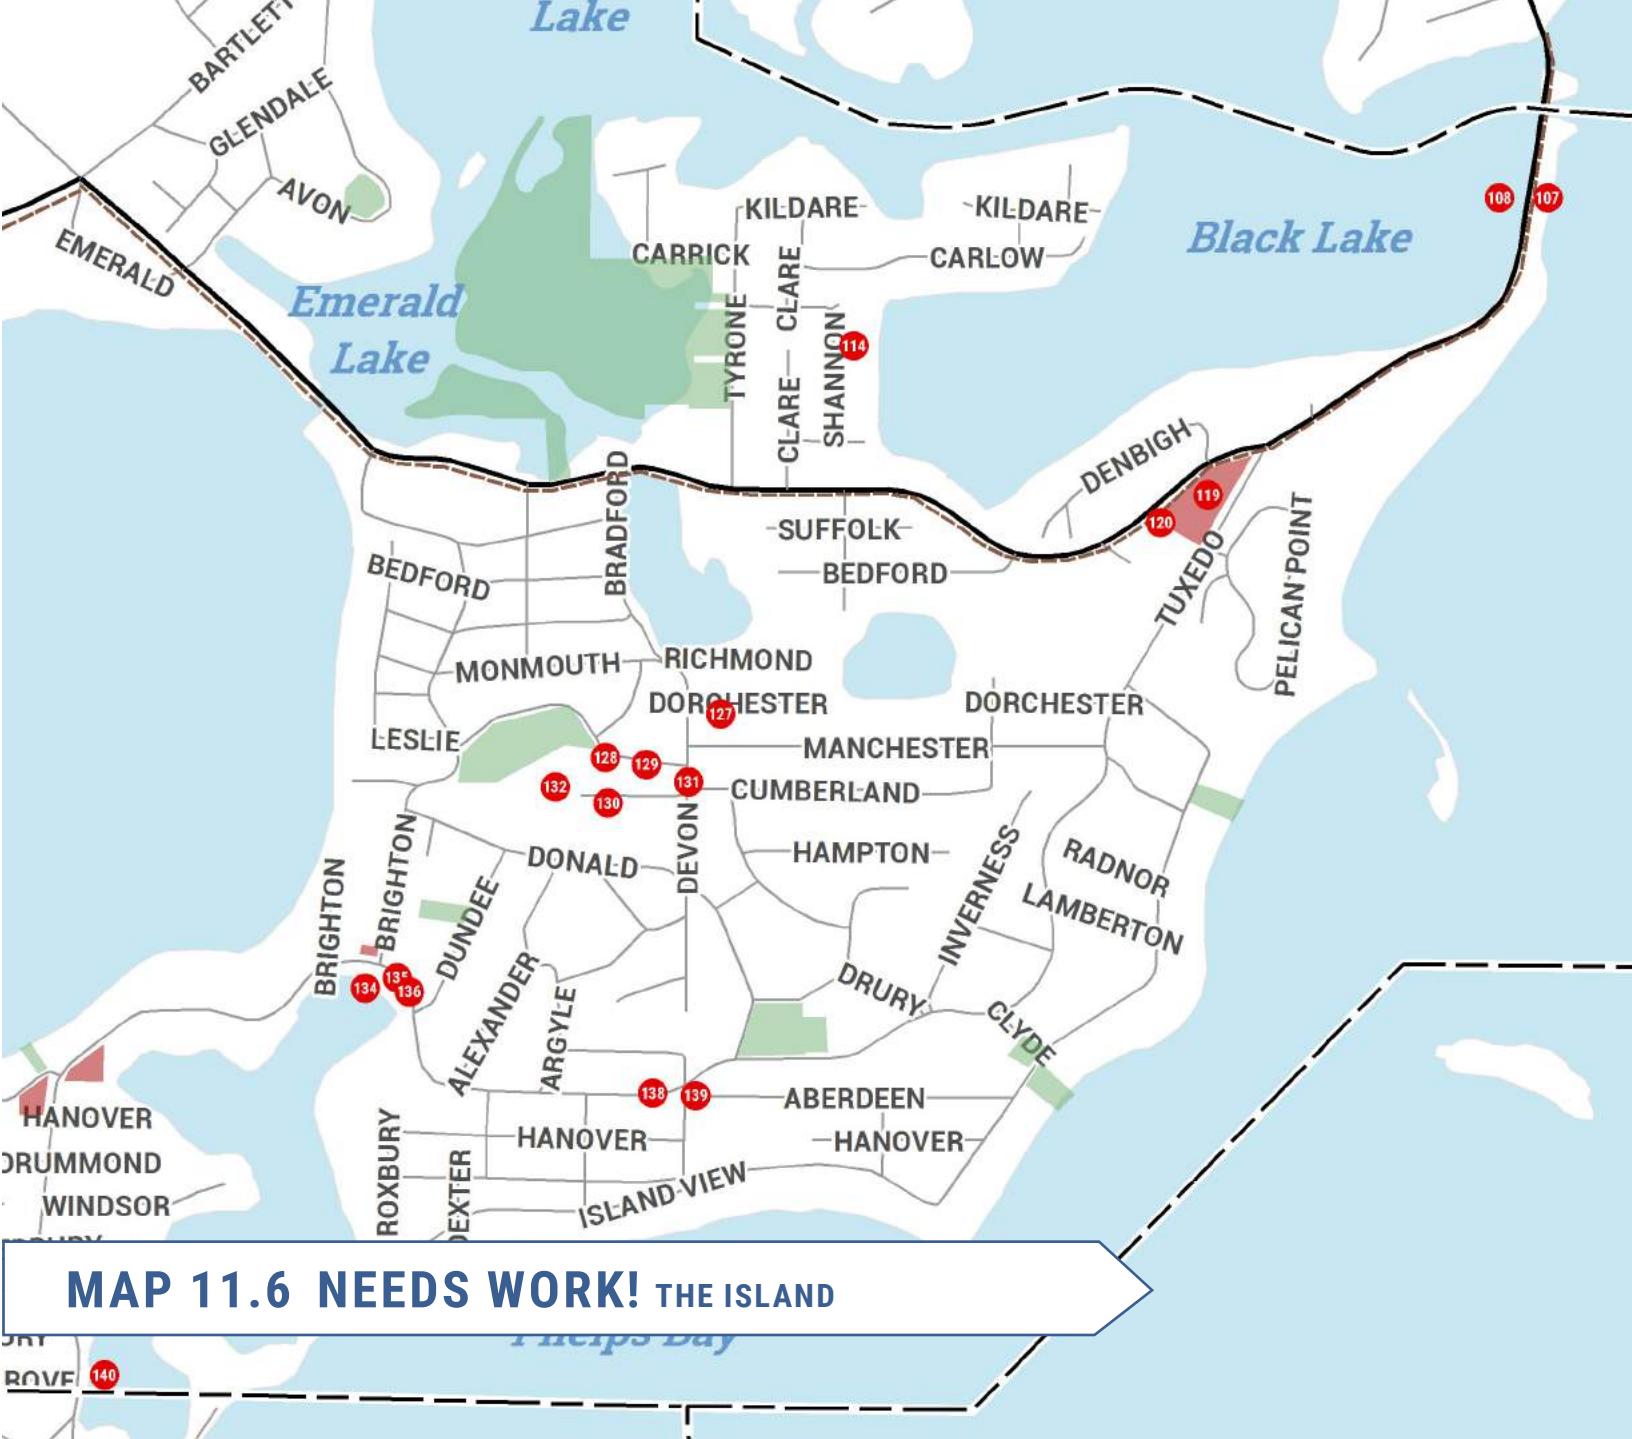 Lake
BARTLETT
GLENDALE
AVON
EMERALD
KILDARE
KILDARE
108
107
CARRICK
CLARE
CARLOW
Black Lake
Emerald
Lake
TYRONE
SHANNON
114
CLARE
DENBIGH
BRADFORD
119
120
SUFFOLK
BEDFORD
BEDFORD
TUXEDO
PELICAN POINT
MONMOUTH
RICHMOND
DORCHESTER
127
DORCHESTER
LESLIE
MANCHESTER
128
129
131
132
130
CUMBERLAND
DEVON
BRIGHTON
BRIGHTON
DONALD
HAMPTON
INVERNESS
RADNOR
LAMBERTON
DUNDEE
134
135
136
ALEXANDER
ARGYLE
DRURY
CLYDE
138
139
ABERDEEN
HANOVER
HANOVER
HANOVER
DRUMMOND
WINDSOR
ROXBURY
DEXTER
ISLAND VIEW
MAP 11.6 NEEDS WORK! THE ISLAND
Phelps Bay
140